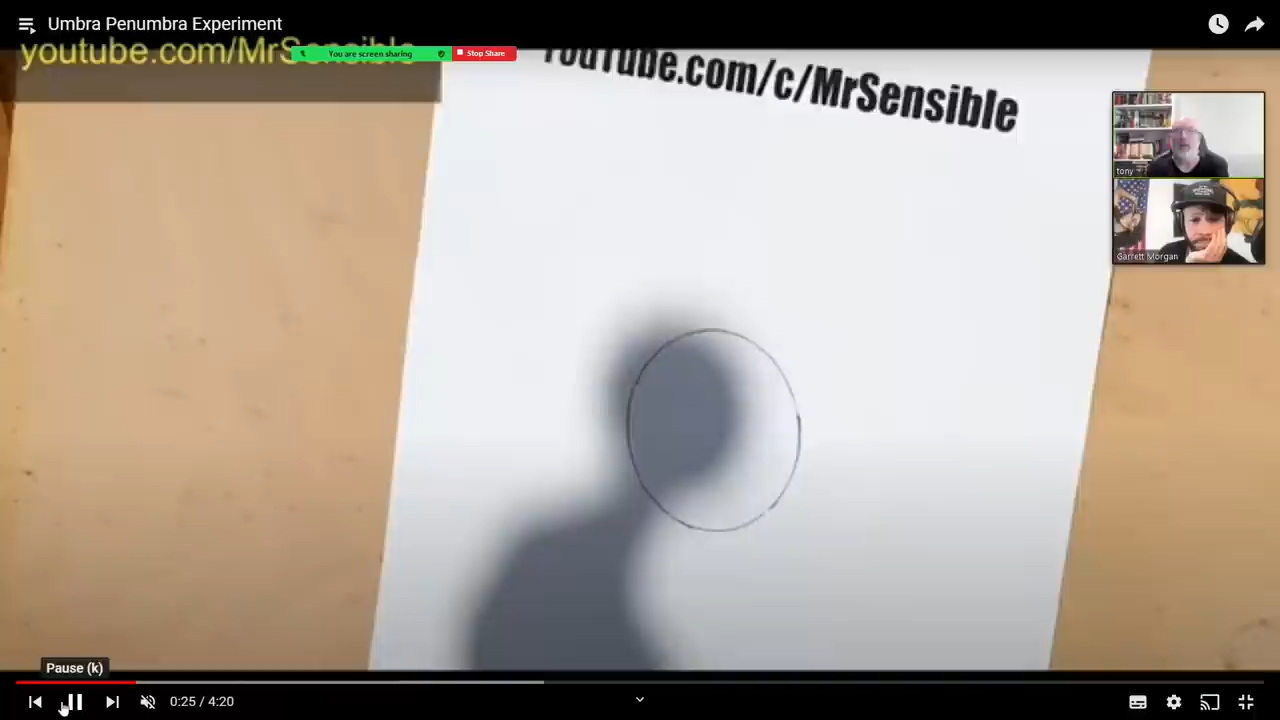 Umbra Penumbra Experiment
youtube.com/MrSensible
You are screen sharing
Stop Share
YouTube.com/c/MrSensible
tony
Garrett Morgan
Pause (k)
0:25 / 4:20